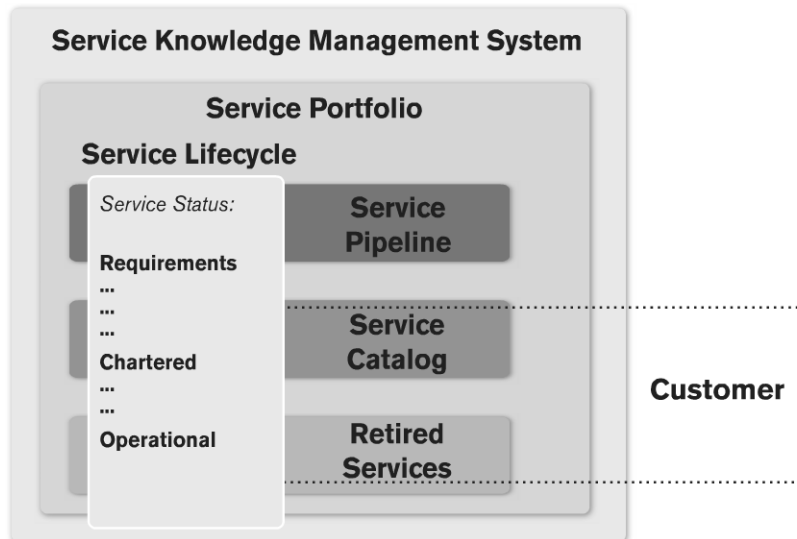 Service Knowledge Management System
Service Portfolio
Service Lifecycle
Service Status:
Requirements
...
...
...
Chartered
...
...
Operational
Service
Pipeline
Service
Catalog
Retired
Services
Customer